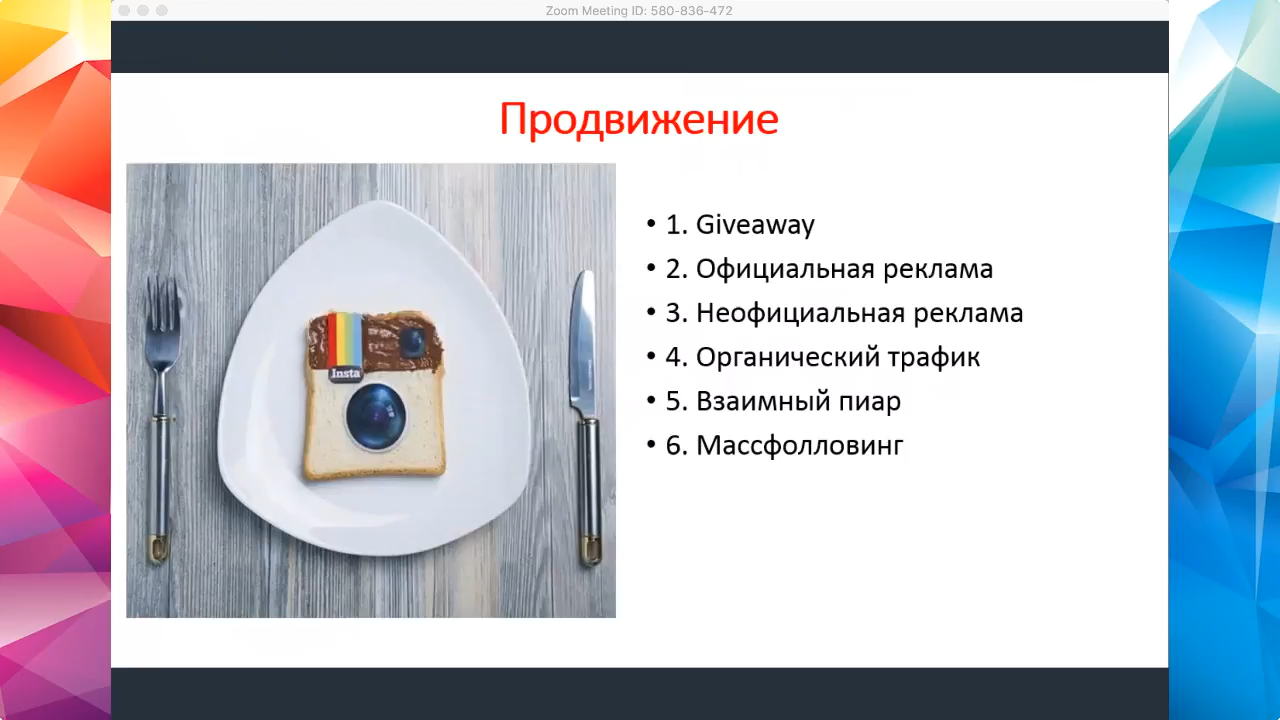 Zoom Meeting ID: 580-836-472
Продвижение
Insta
• 1. Giveaway
• 2. Официальная реклама
• 3. Неофициальная реклама
• 4. Органический трафик
• 5. Взаимный пиар
• 6. Массфолловинг